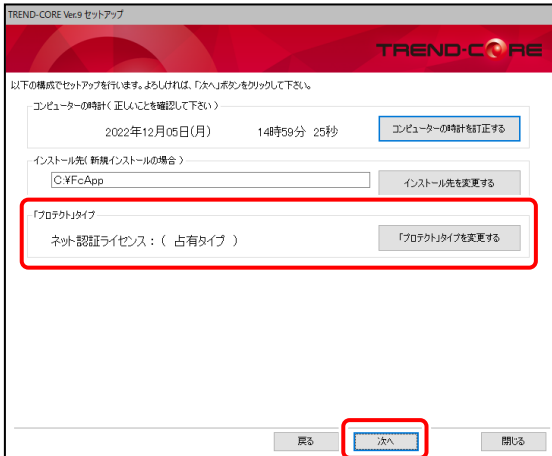 TREND-CORE Ver.9 セットアップ
TREND-CORE
以下の構成でセットアップを行います。よろしければ、「次へ」ボタンをクリックして下さい。
コンピューターの時計( 正しいことを確認して下さい )
2022年12月05日(月) 14時59分 25秒 コンピューターの時計を訂正する
インストール先( 新規インストールの場合 )
C:¥FcApp インストール先を変更する
「プロテクト」タイプ
ネット認証ライセンス : ( 占有タイプ ) 「プロテクト」タイプを変更する
戻る 次へ 閉じる